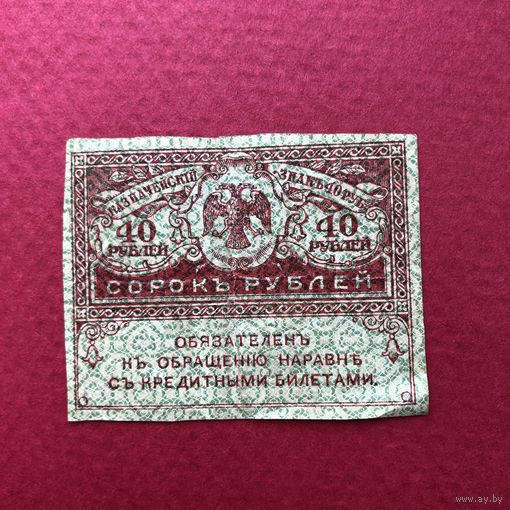 КАЗНАЧЕЙСКІЙ ЗНАКЪ
40 40
РУБЛЕЙ РУБЛЕЙ
СОРОКЪ РУБЛЕЙ
ОБЯЗАТЕЛЕНЪ
КЪ ОБРАЩЕНІЮ НАРАВНѢ
СЪ КРЕДИТНЫМИ БИЛЕТАМИ.
www.ay.by